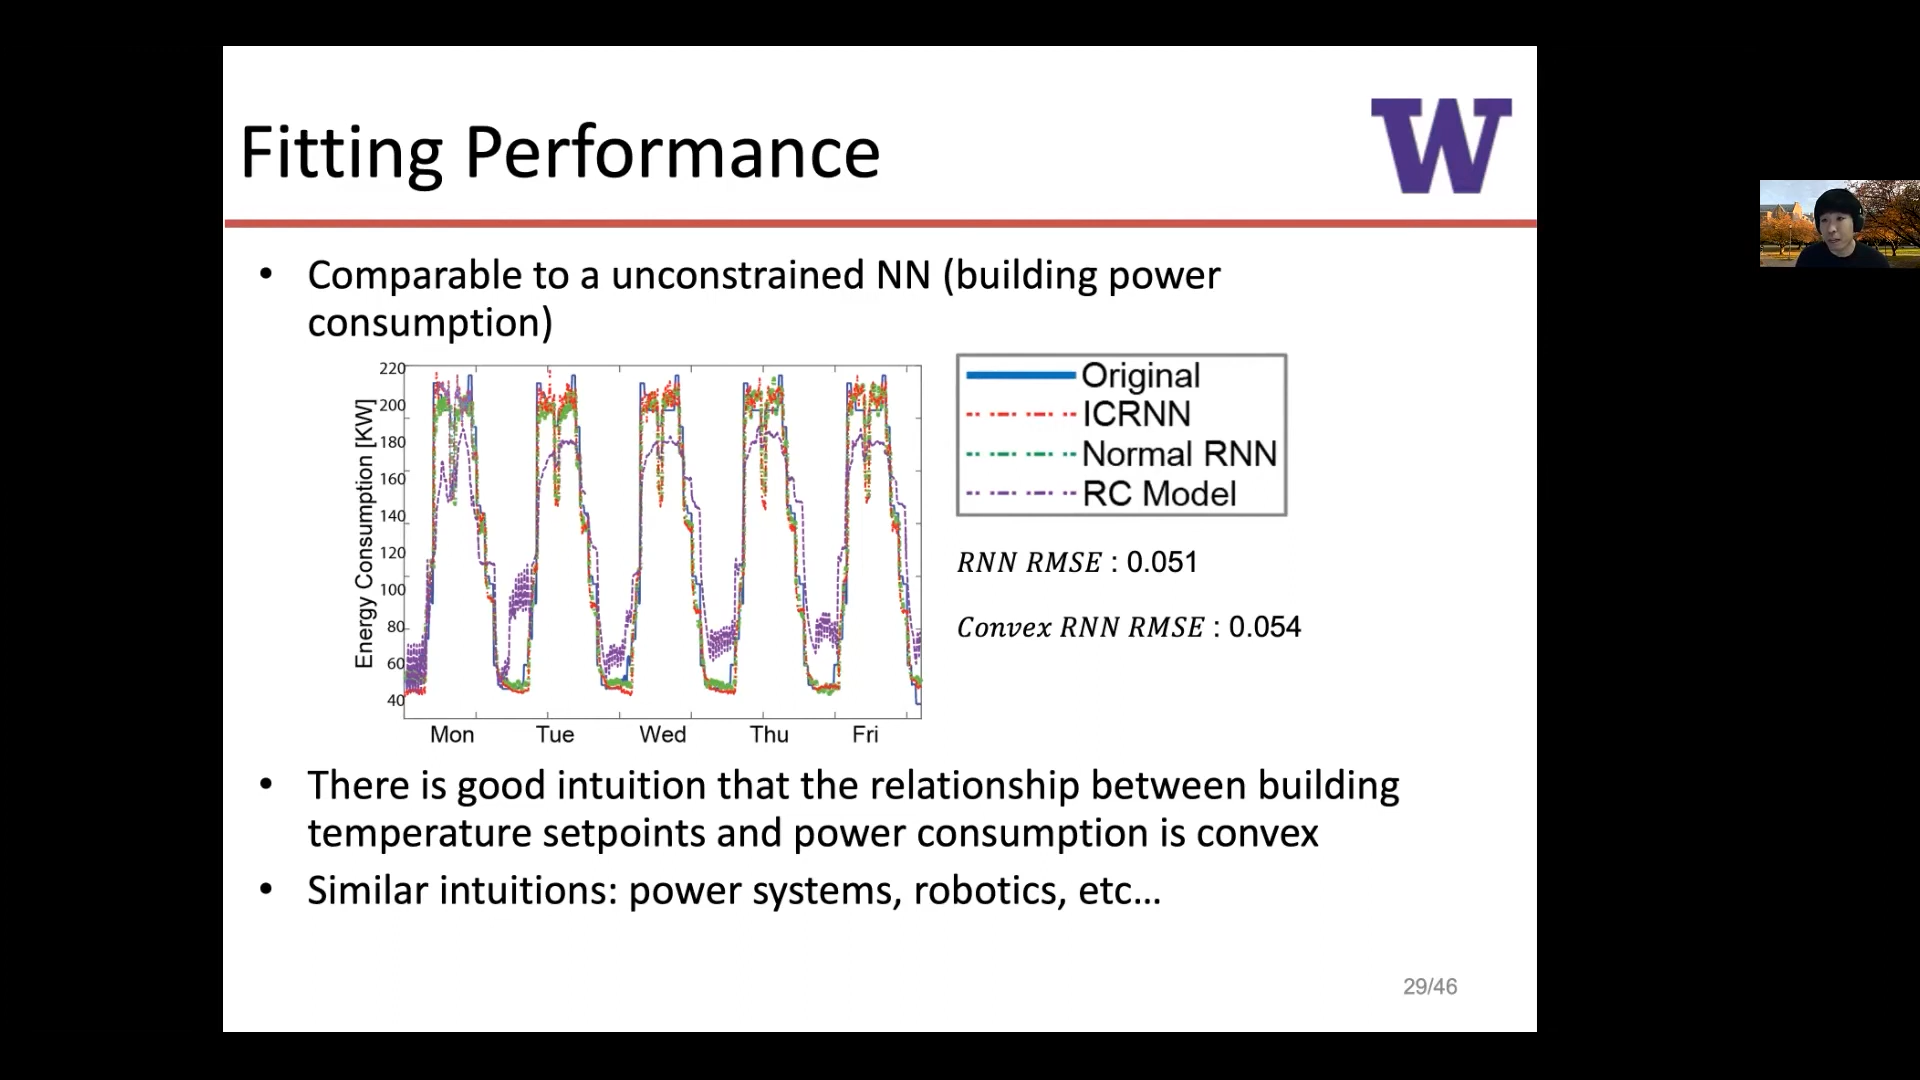 W
Fitting Performance
• Comparable to a unconstrained NN (building power
consumption)
Energy Consumption [KW]
220
200
180
160
140
120
100
80
60
40
Mon Tue Wed Thu Fri
Original
ICRNN
Normal RNN
RC Model
RNN RMSE : 0.051
Convex RNN RMSE : 0.054
• There is good intuition that the relationship between building
temperature setpoints and power consumption is convex
• Similar intuitions: power systems, robotics, etc...
29/46